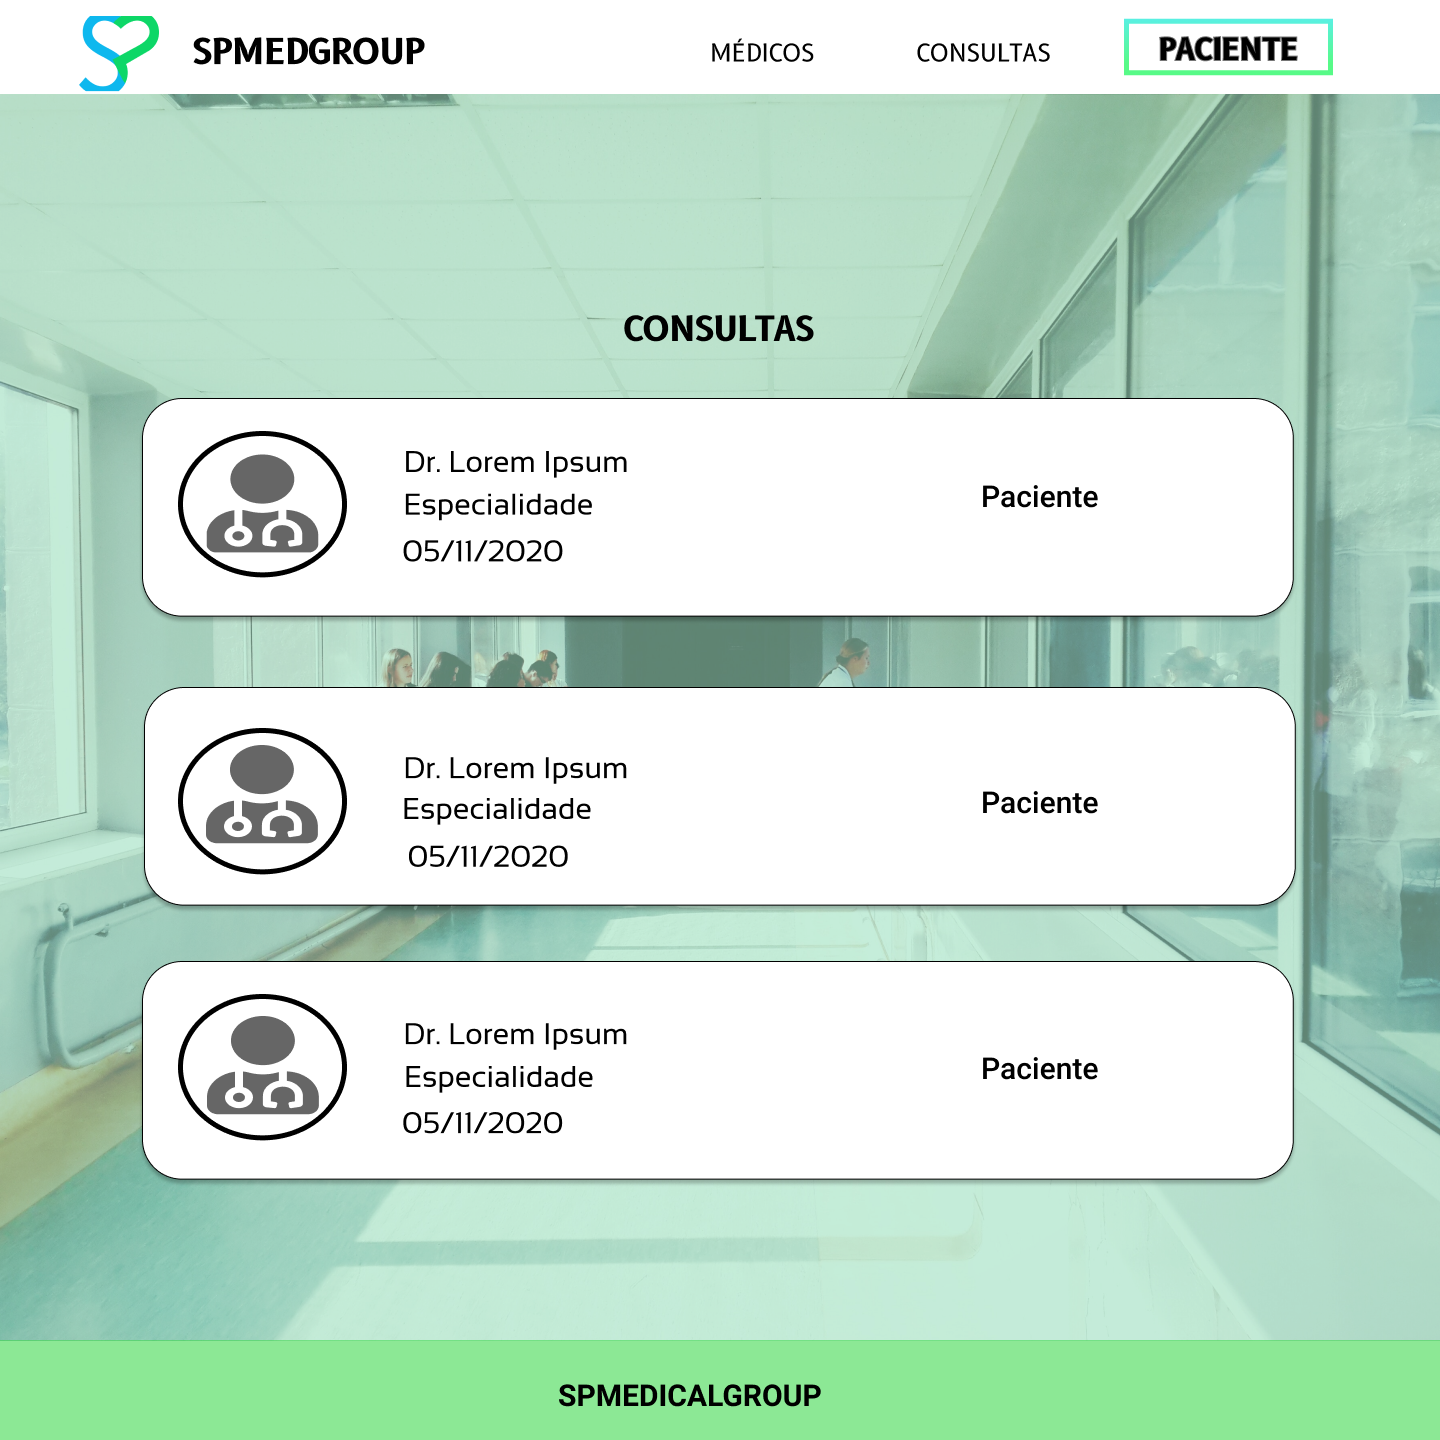 SPMEDGROUP
MÉDICOS
CONSULTAS
PACIENTE
CONSULTAS
Dr. Lorem Ipsum
Especialidade
05/11/2020
Paciente
Dr. Lorem Ipsum
Especialidade
05/11/2020
Paciente
Dr. Lorem Ipsum
Especialidade
05/11/2020
Paciente
SPMEDICALGROUP